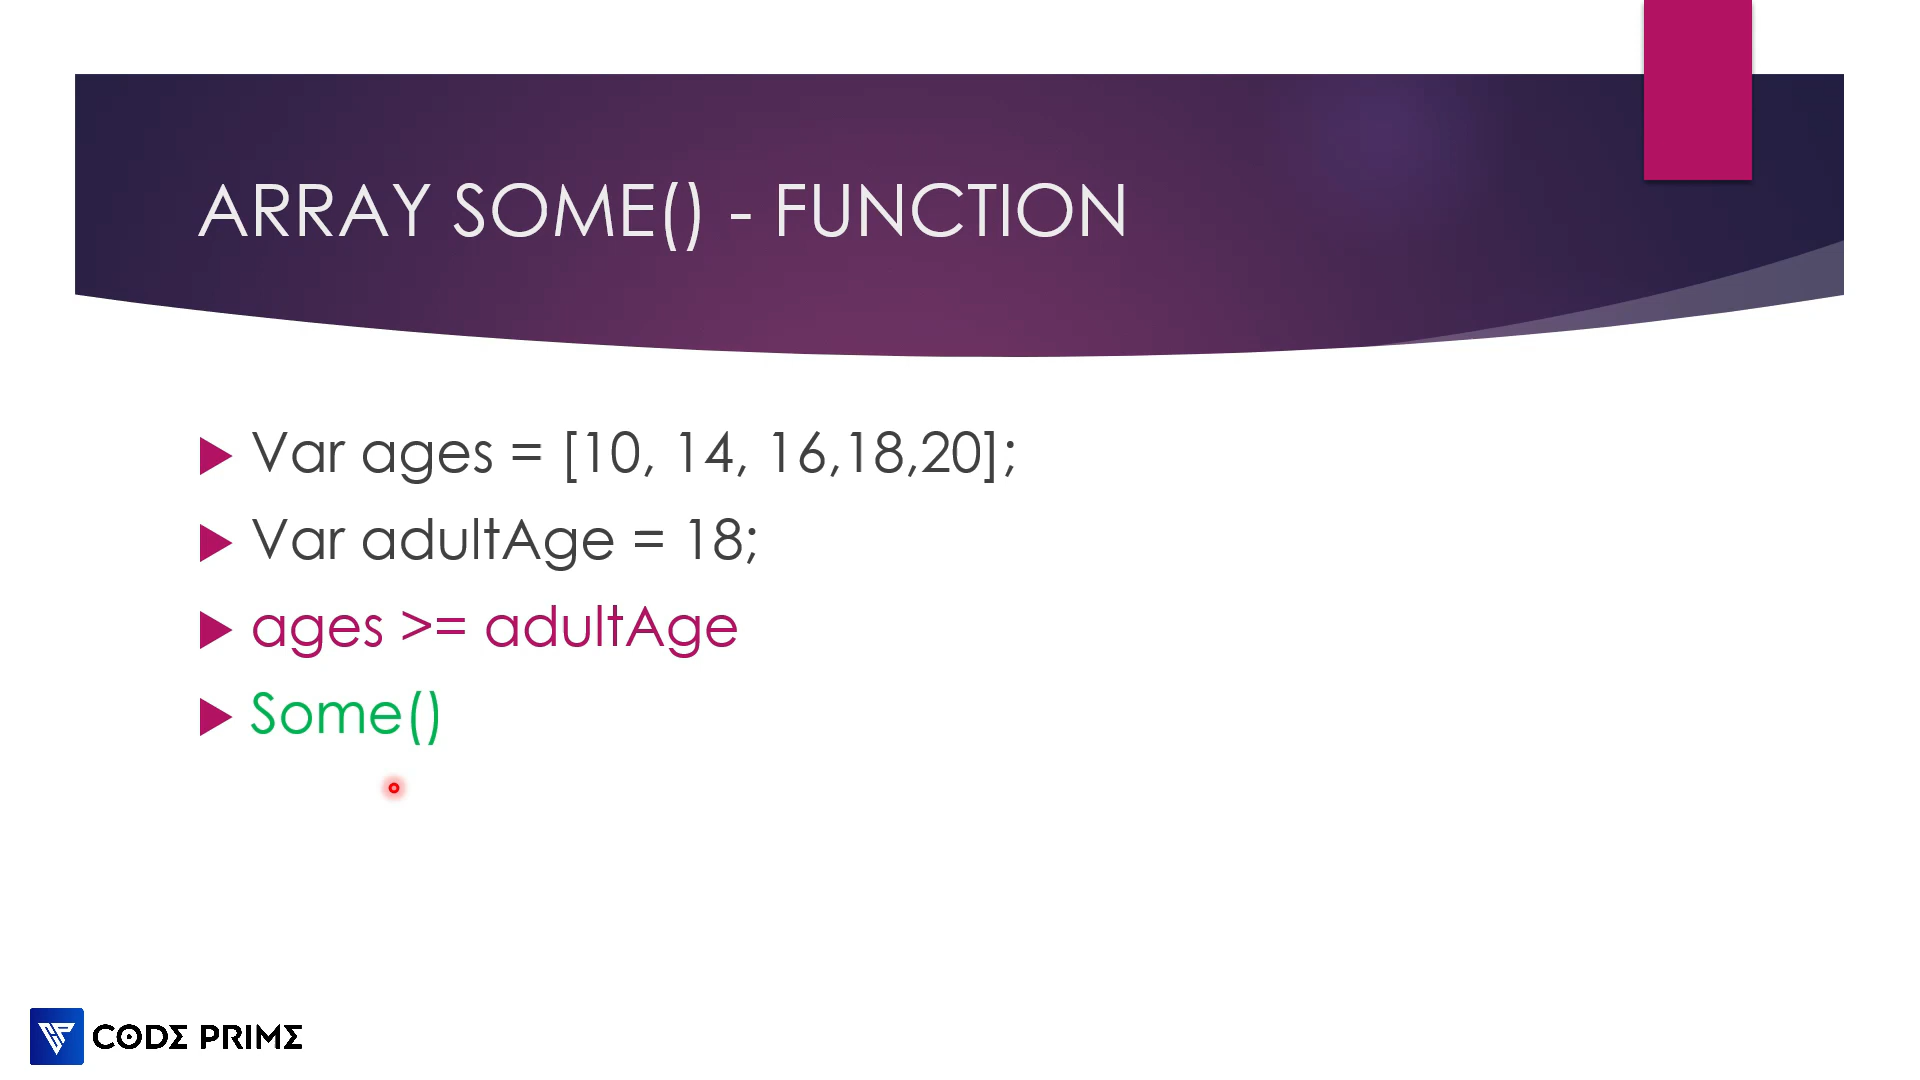 ARRAY SOME() - FUNCTION
Var ages = [10, 14, 16,18,20];
Var adultAge = 18;
ages >= adultAge
Some()
CODΣ PRIMΣ